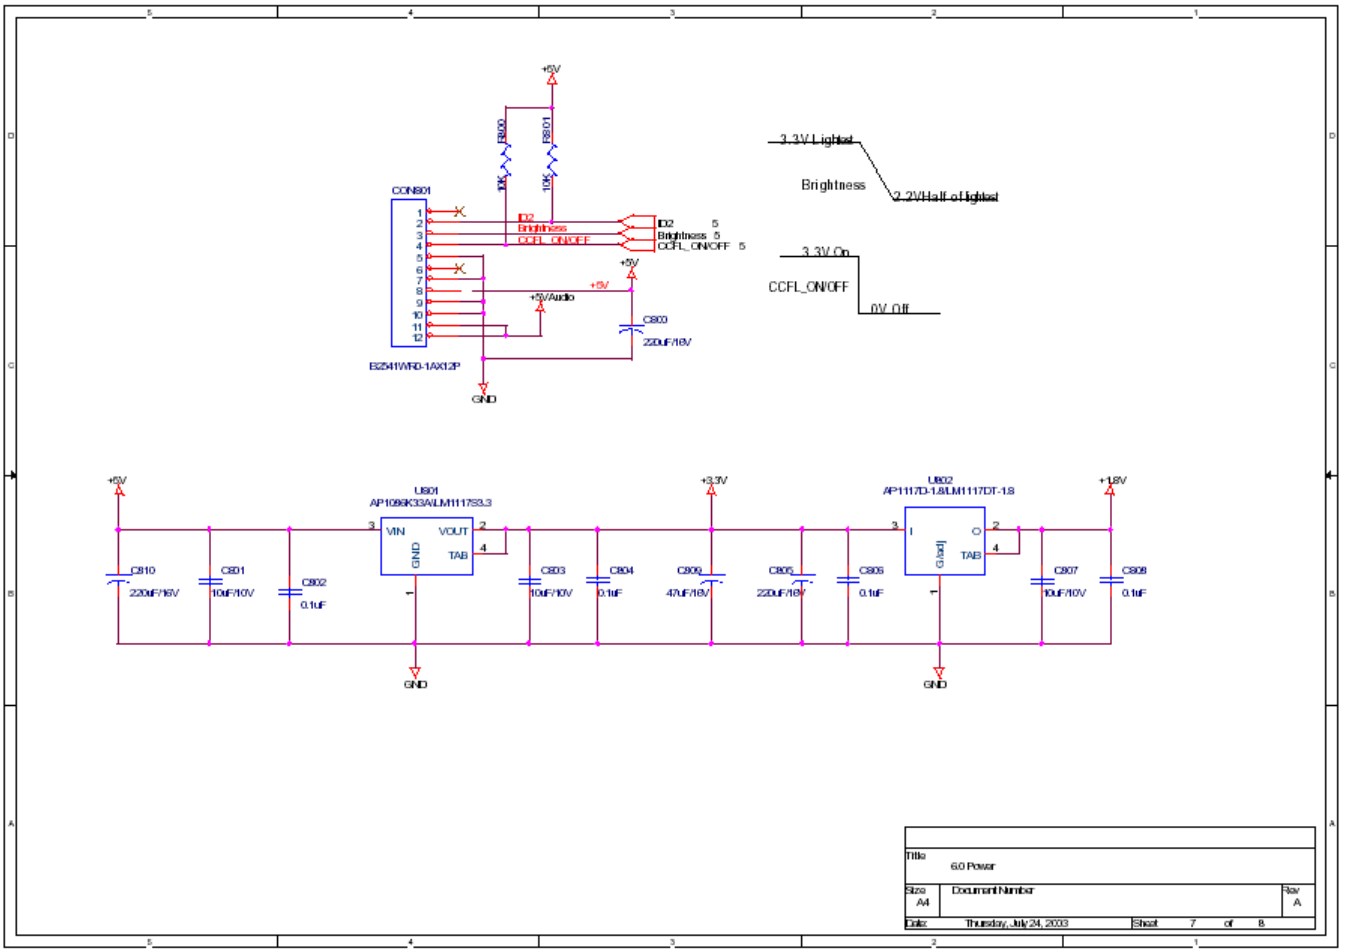 5 4 3 2 1
D D
+5V
R800 R801
10K 10K
3.3V Lightest
Brightness
2.2V Half of lightest
CON801
1
2
3
4
5
6
7
8
9
10
11
12
ID2
Brightness
CCFL_ON/OFF
ID2 5
Brightness 5
CCFL_ON/OFF 5
3.3V On
CCFL_ON/OFF
0V Off
+5V
+5V
+5VAudio
C800
220uF/16V
B2541WR0-1AX12P
C C
GND
+5V
U801
AP1086K33A/LM1117S3.3
+3.3V
U802
AP1117D-1.8/LM1117DT-1.8
+1.8V
3 VIN VOUT 2
GND TAB 4
1
3 I O 2
G/adj TAB 4
1
C810
220uF/16V
C801
10uF/10V
C802
0.1uF
C803
10uF/10V
C804
0.1uF
C809
47uF/16V
C805
220uF/16V
C806
0.1uF
C807
10uF/10V
C808
0.1uF
B B
GND GND
A A
Title
6.0 Power
Size Document Number Rev
A4 A
Date: Thursday, July 24, 2003 Sheet 7 of 8
5 4 3 2 1